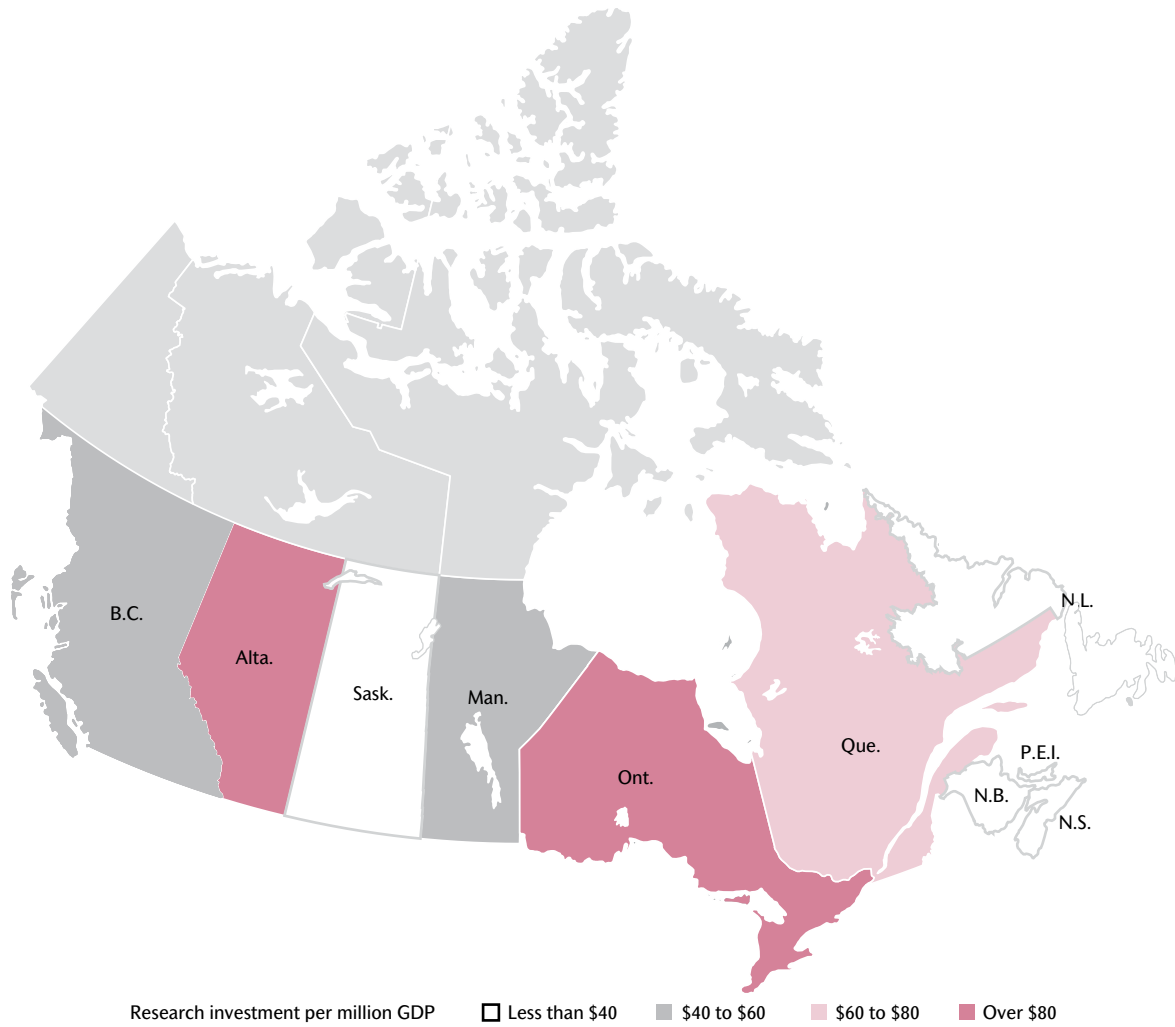 N.L.
B.C.
Alta.
Sask.
Man.
Que.
P.E.I.
Ont.
N.B.
N.S.
Research investment per million GDP Less than $40 $40 to $60 $60 to $80 Over $80